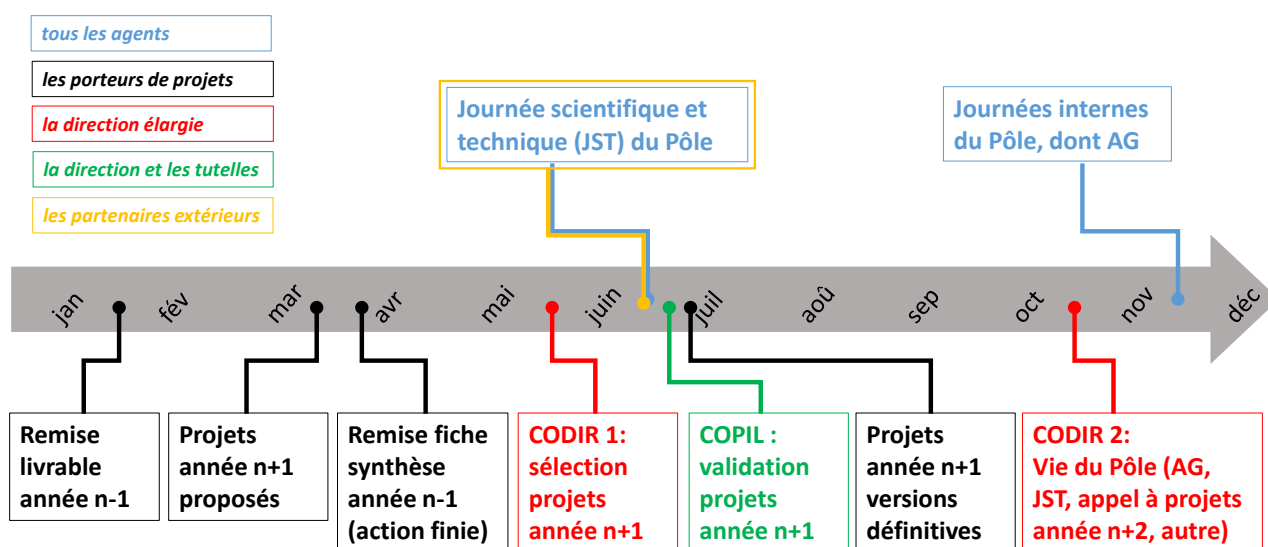 tous les agents
les porteurs de projets
la direction élargie
la direction et les tutelles
les partenaires extérieurs
Journée scientifique et
technique (JST) du Pôle
Journées internes
du Pôle, dont AG
jan
fév
mar
avr
mai
juin
juil
aoû
sep
oct
nov
déc
Remise
livrable
année n-1
Projets
année n+1
proposés
Remise fiche
synthèse
année n-1
(action finie)
CODIR 1:
sélection
projets
année n+1
COPIL :
validation
projets
année n+1
Projets
année n+1
versions
définitives
CODIR 2:
Vie du Pôle (AG,
JST, appel à projets
année n+2, autre)